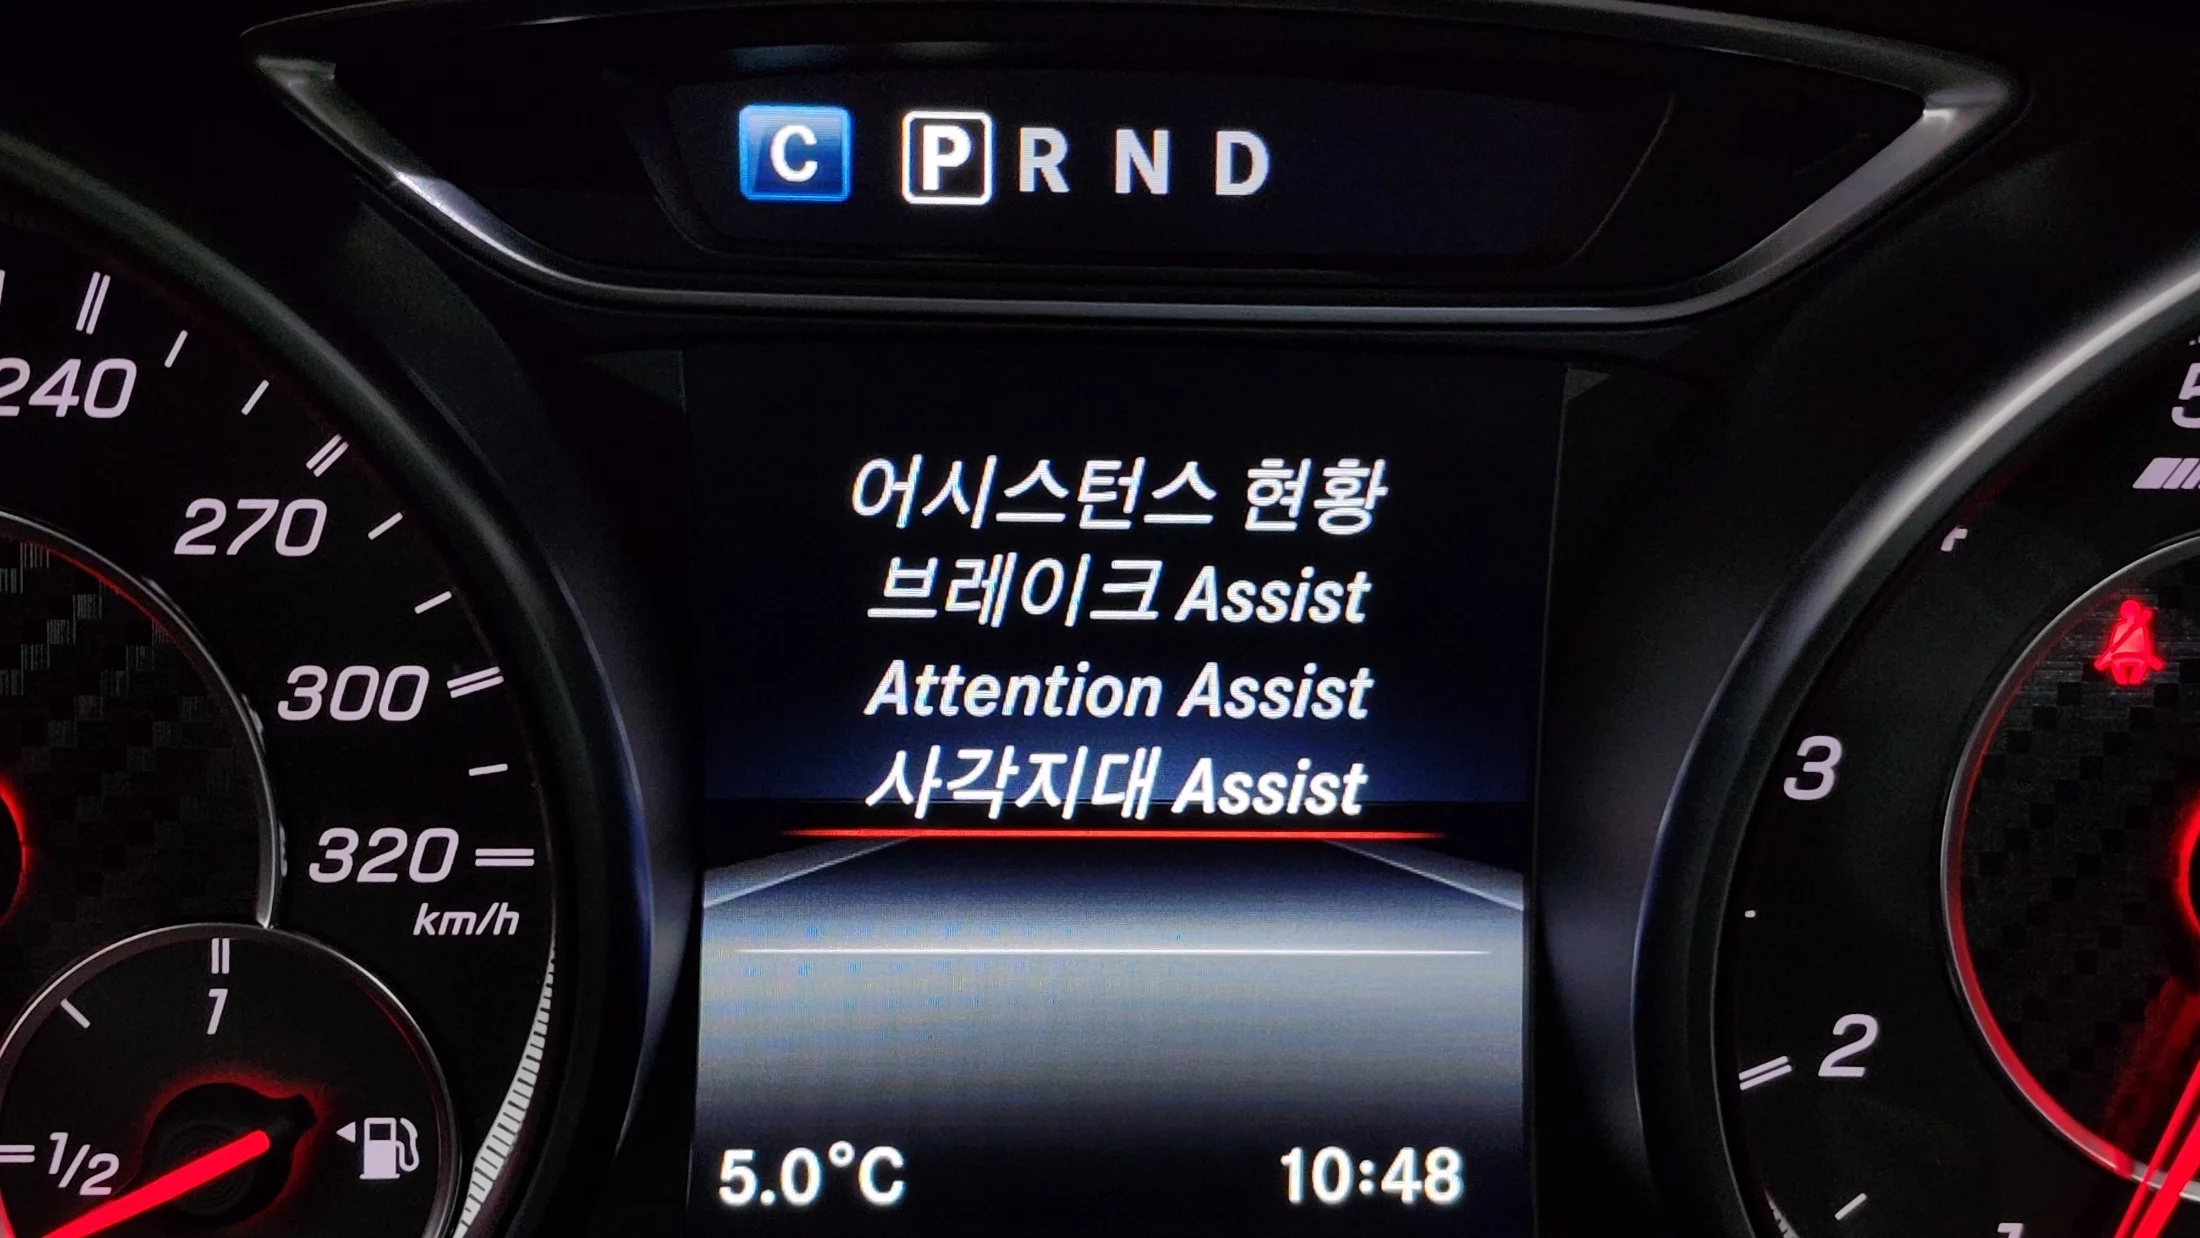 C P R N D
어시스턴스 현황
브레이크 Assist
Attention Assist
사각지대 Assist
5.0°C
10:48
240
270
300
320
km/h
1
1/2
3
2